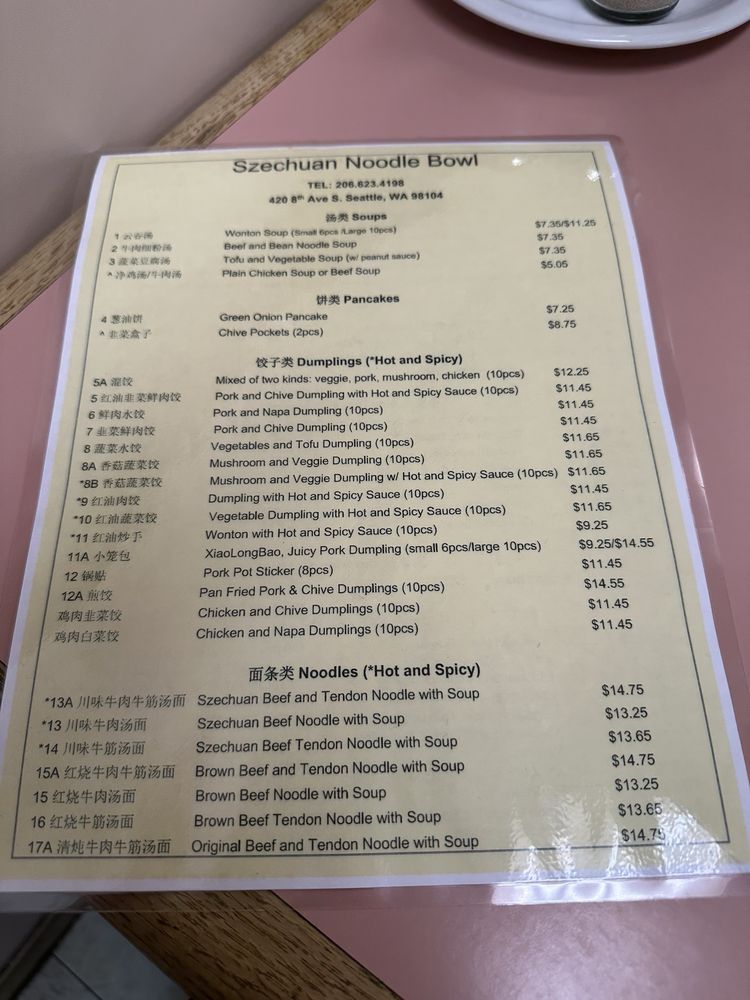 Szechuan Noodle Bowl
TEL: 206.623.4198
420 8th Ave S. Seattle, WA 98104
汤类 Soups
1 云吞汤 Wonton Soup (Small 6pcs /Large 10pcs) $7.35/$11.25
2 牛肉细粉汤 Beef and Bean Noodle Soup $7.35
3 蔬菜豆腐汤 Tofu and Vegetable Soup (w/ peanut sauce) $7.35
^ 净鸡汤/牛肉汤 Plain Chicken Soup or Beef Soup $5.05
饼类 Pancakes
4 葱油饼 Green Onion Pancake $7.25
^ 韭菜盒子 Chive Pockets (2pcs) $8.75
饺子类 Dumplings (*Hot and Spicy)
5A 混饺 Mixed of two kinds: veggie, pork, mushroom, chicken (10pcs) $12.25
5 红油韭菜鲜肉饺 Pork and Chive Dumpling with Hot and Spicy Sauce (10pcs) $11.45
6 鲜肉水饺 Pork and Napa Dumpling (10pcs) $11.45
7 韭菜鲜肉饺 Pork and Chive Dumpling (10pcs) $11.45
8 蔬菜水饺 Vegetables and Tofu Dumpling (10pcs) $11.65
8A 香菇蔬菜饺 Mushroom and Veggie Dumpling (10pcs) $11.65
*8B 香菇蔬菜饺 Mushroom and Veggie Dumpling w/ Hot and Spicy Sauce (10pcs) $11.65
*9 红油肉饺 Dumpling with Hot and Spicy Sauce (10pcs) $11.45
*10 红油蔬菜饺 Vegetable Dumpling with Hot and Spicy Sauce (10pcs) $11.65
*11 红油炒手 Wonton with Hot and Spicy Sauce (10pcs) $9.25
11A 小笼包 XiaoLongBao, Juicy Pork Dumpling (small 6pcs/large 10pcs) $9.25/$14.55
12 锅贴 Pork Pot Sticker (8pcs) $11.45
12A 煎饺 Pan Fried Pork & Chive Dumplings (10pcs) $14.55
鸡肉韭菜饺 Chicken and Chive Dumplings (10pcs) $11.45
鸡肉白菜饺 Chicken and Napa Dumplings (10pcs) $11.45
面条类 Noodles (*Hot and Spicy)
*13A 川味牛肉牛筋汤面 Szechuan Beef and Tendon Noodle with Soup $14.75
*13 川味牛肉汤面 Szechuan Beef Noodle with Soup $13.25
*14 川味牛筋汤面 Szechuan Beef Tendon Noodle with Soup $13.65
15A 红烧牛肉牛筋汤面 Brown Beef and Tendon Noodle with Soup $14.75
15 红烧牛肉汤面 Brown Beef Noodle with Soup $13.25
16 红烧牛筋汤面 Brown Beef Tendon Noodle with Soup $13.65
17A 清炖牛肉牛筋汤面 Original Beef and Tendon Noodle with Soup $14.75